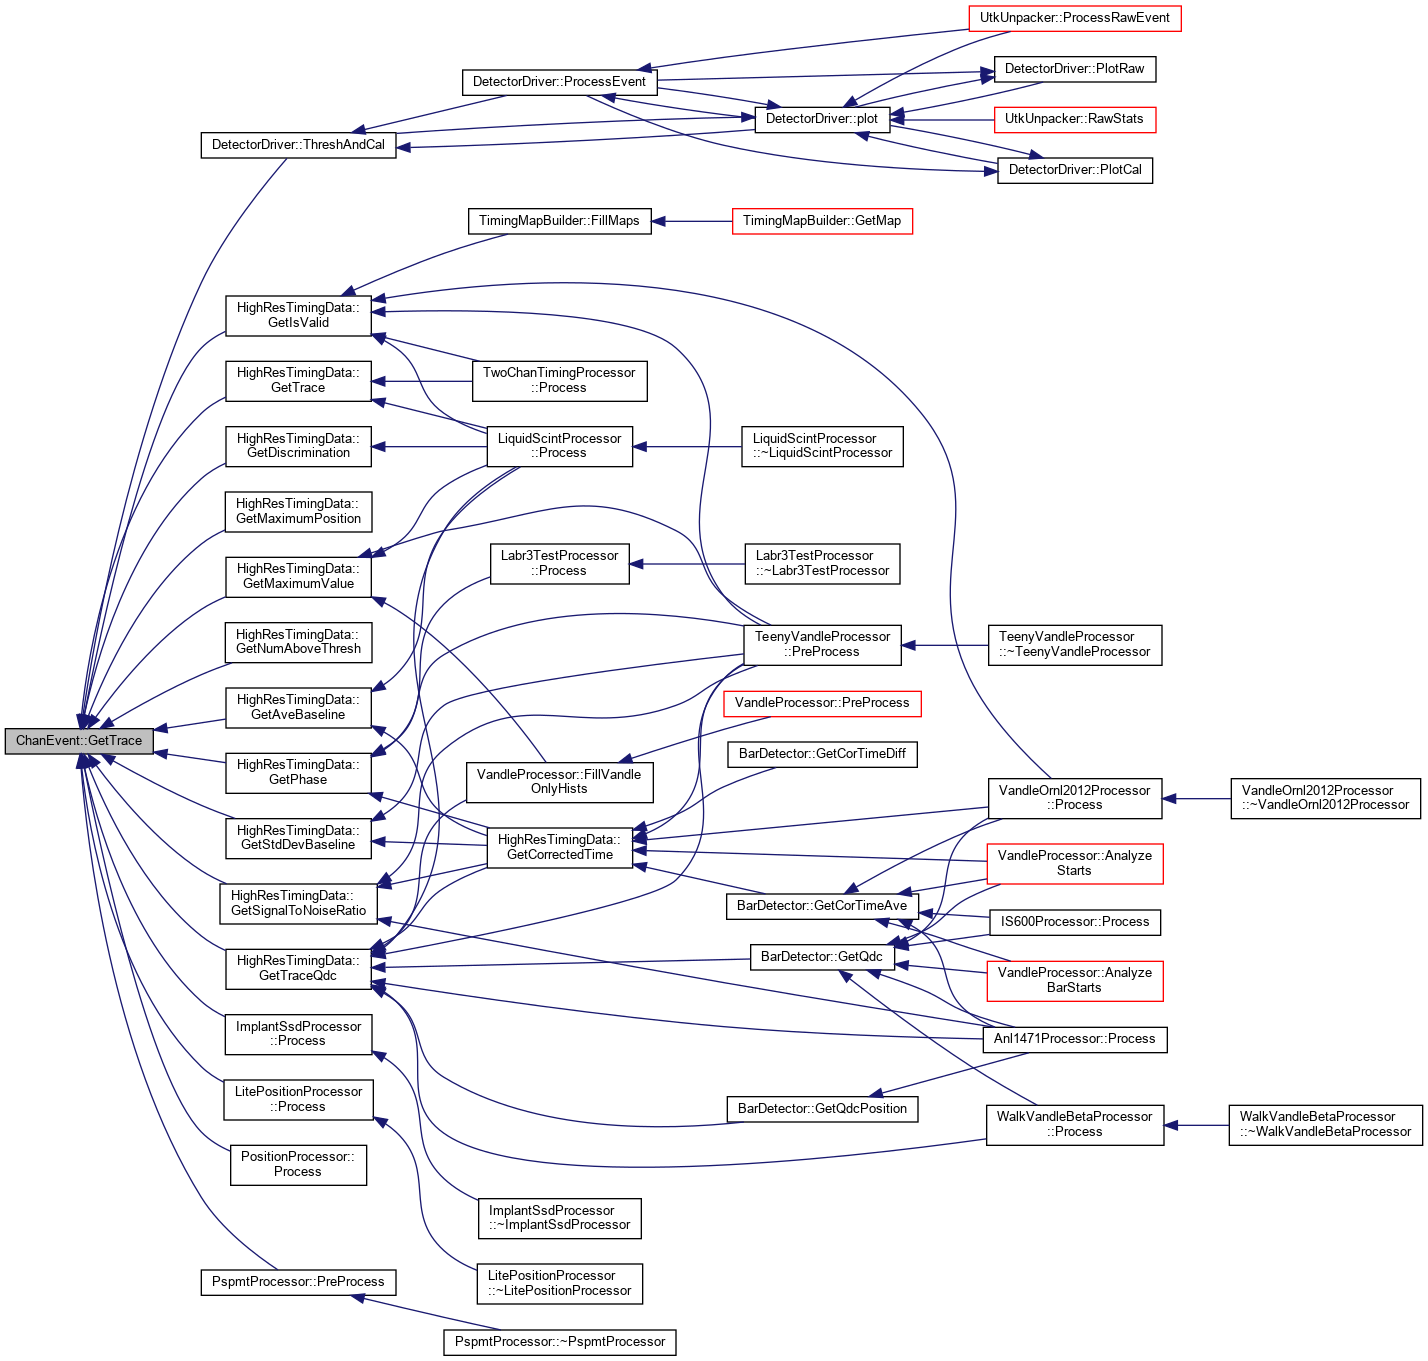 ChanEvent::GetTrace
DetectorDriver::ThreshAndCal
HighResTimingData::
GetIsValid
HighResTimingData::
GetTrace
HighResTimingData::
GetDiscrimination
HighResTimingData::
GetMaximumPosition
HighResTimingData::
GetMaximumValue
HighResTimingData::
GetNumAboveThresh
HighResTimingData::
GetAveBaseline
HighResTimingData::
GetPhase
HighResTimingData::
GetStdDevBaseline
HighResTimingData::
GetSignalToNoiseRatio
HighResTimingData::
GetTraceQdc
ImplantSsdProcessor
::Process
LitePositionProcessor
::Process
PositionProcessor::
Process
PspmtProcessor::PreProcess
DetectorDriver::ProcessEvent
TimingMapBuilder::FillMaps
TwoChanTimingProcessor
::Process
LiquidScintProcessor
::Process
Labr3TestProcessor
::Process
VandleProcessor::FillVandle
OnlyHists
HighResTimingData::
GetCorrectedTime
ImplantSsdProcessor
::~ImplantSsdProcessor
LitePositionProcessor
::~LitePositionProcessor
PspmtProcessor::~PspmtProcessor
DetectorDriver::plot
TimingMapBuilder::GetMap
LiquidScintProcessor
::~LiquidScintProcessor
Labr3TestProcessor
::~Labr3TestProcessor
TeenyVandleProcessor
::PreProcess
VandleProcessor::PreProcess
BarDetector::GetCorTimeDiff
BarDetector::GetCorTimeAve
BarDetector::GetQdc
BarDetector::GetQdcPosition
UtkUnpacker::ProcessRawEvent
DetectorDriver::PlotRaw
UtkUnpacker::RawStats
DetectorDriver::PlotCal
TeenyVandleProcessor
::~TeenyVandleProcessor
VandleOrnl2012Processor
::Process
VandleProcessor::Analyze
Starts
IS600Processor::Process
VandleProcessor::Analyze
BarStarts
Anl1471Processor::Process
WalkVandleBetaProcessor
::Process
VandleOrnl2012Processor
::~VandleOrnl2012Processor
WalkVandleBetaProcessor
::~WalkVandleBetaProcessor